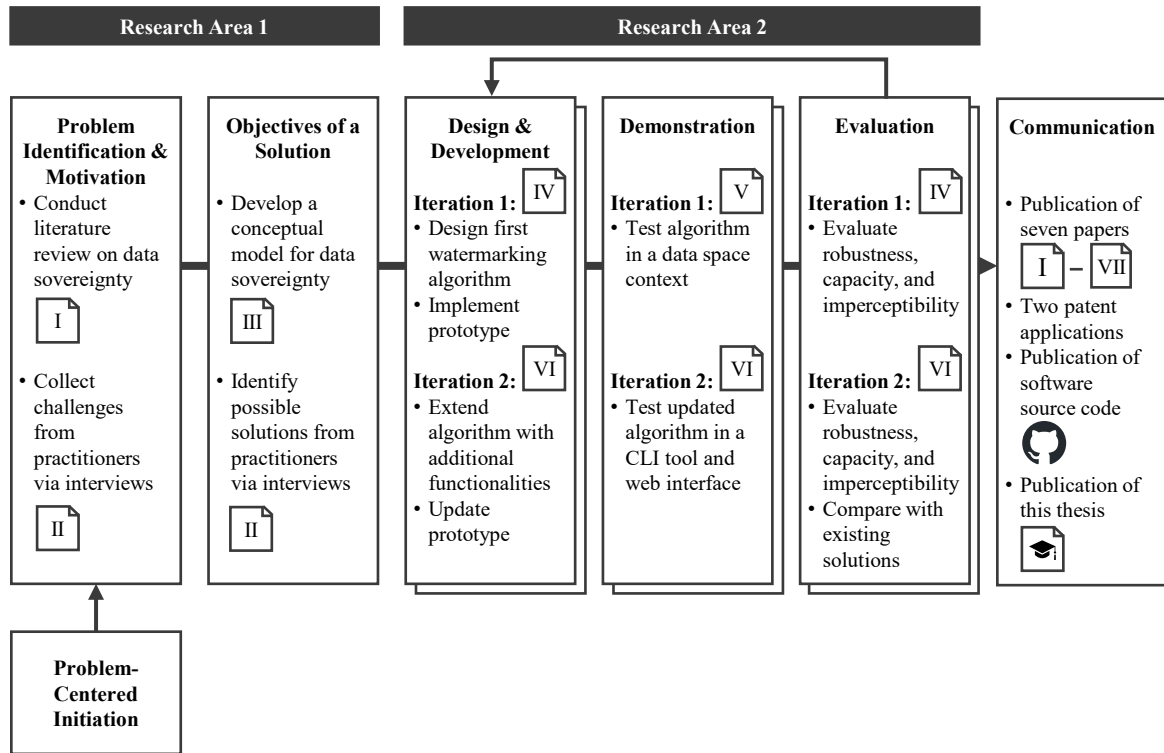 Research Area 1
Research Area 2
Problem
Identification &
Motivation
• Conduct
literature
review on data
sovereignty
I
• Collect
challenges
from
practitioners
via interviews
II
Objectives of a
Solution
• Develop a
conceptual
model for data
sovereignty
III
• Identify
possible
solutions from
practitioners
via interviews
II
Design &
Development
Iteration 1: IV
• Design first
watermarking
algorithm
• Implement
prototype
Iteration 2: VI
• Extend
algorithm with
additional
functionalities
• Update
prototype
Demonstration
Iteration 1: V
• Test algorithm
in a data space
context
Iteration 2: VI
• Test updated
algorithm in a
CLI tool and
web interface
Evaluation
Iteration 1: IV
• Evaluate
robustness,
capacity, and
imperceptibility
Iteration 2: VI
• Evaluate
robustness,
capacity, and
imperceptibility
• Compare with
existing
solutions
Communication
• Publication of
seven papers
I – VII
• Two patent
applications
• Publication of
software
source code
• Publication of
this thesis
Problem-
Centered
Initiation